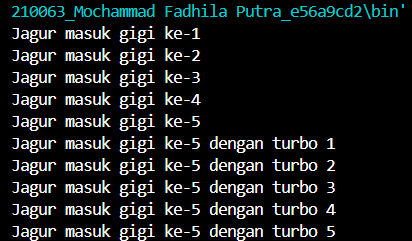 210063_Mochammad Fadhila Putra_e56a9cd2\bin'
Jagur masuk gigi ke-1
Jagur masuk gigi ke-2
Jagur masuk gigi ke-3
Jagur masuk gigi ke-4
Jagur masuk gigi ke-5
Jagur masuk gigi ke-5 dengan turbo 1
Jagur masuk gigi ke-5 dengan turbo 2
Jagur masuk gigi ke-5 dengan turbo 3
Jagur masuk gigi ke-5 dengan turbo 4
Jagur masuk gigi ke-5 dengan turbo 5